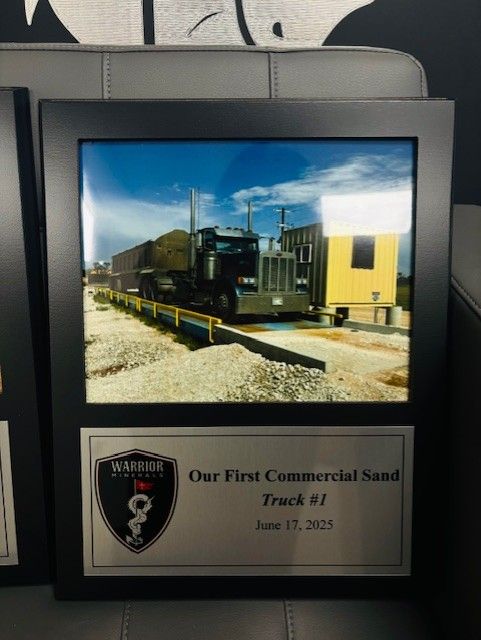 WARRIOR
MINERALS
Our First Commercial Sand
Truck #1
June 17, 2025